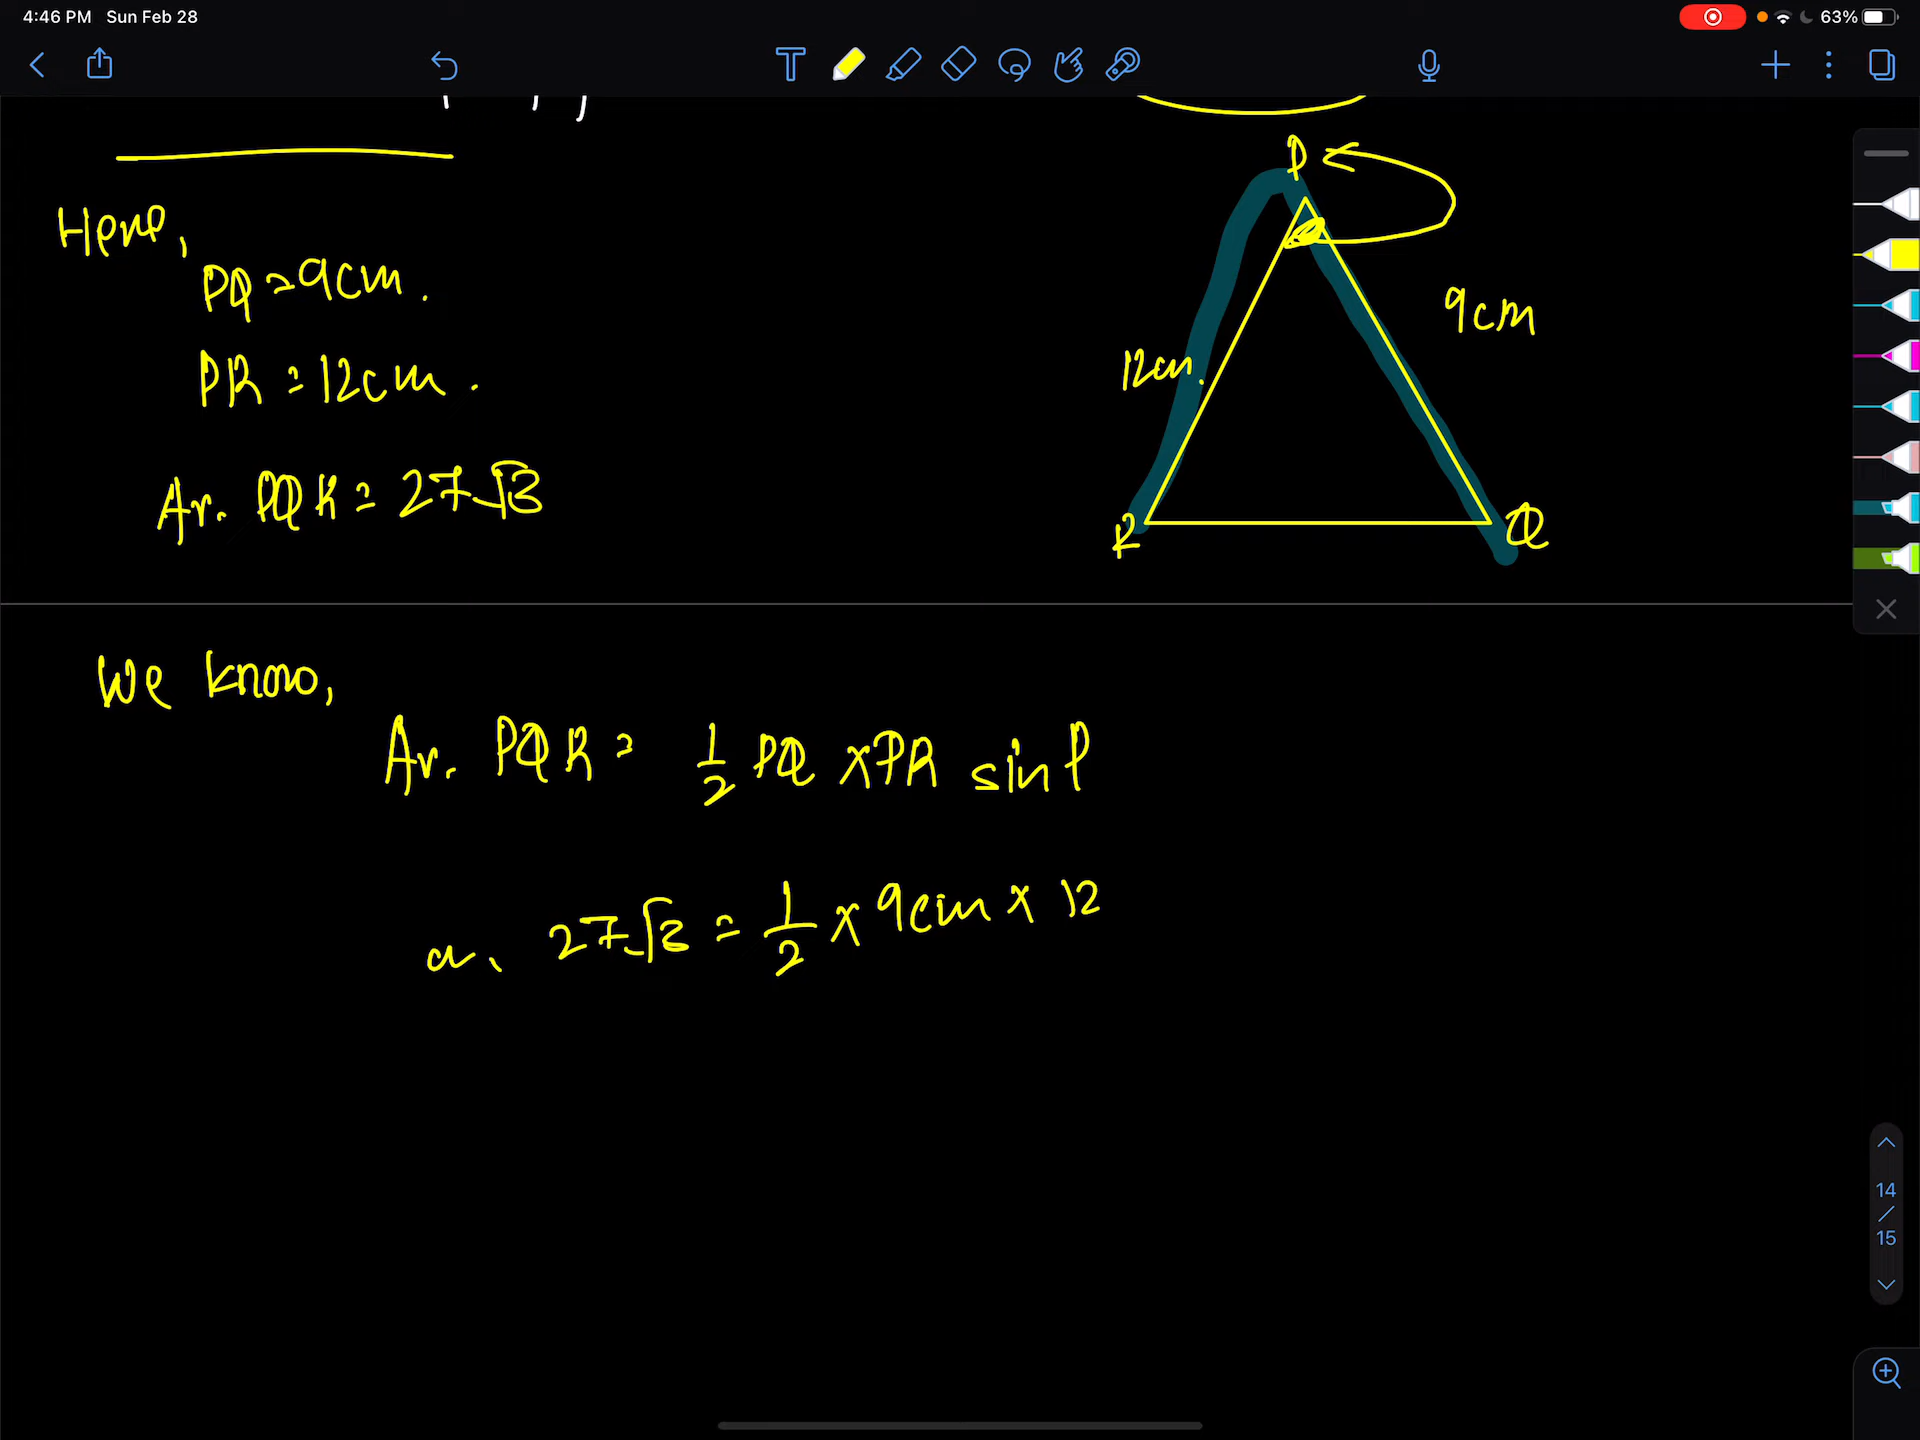 4:46 PM Sun Feb 28
63%
P
Here,
PQ = 9cm.
9cm
PR = 12cm.
12cm.
Ar. PQR = 27√3
R
Q
We know,
Ar. PQR = 1/2 PQ × PR sin P
or, 27√3 = 1/2 × 9cm × 12
14
/
15